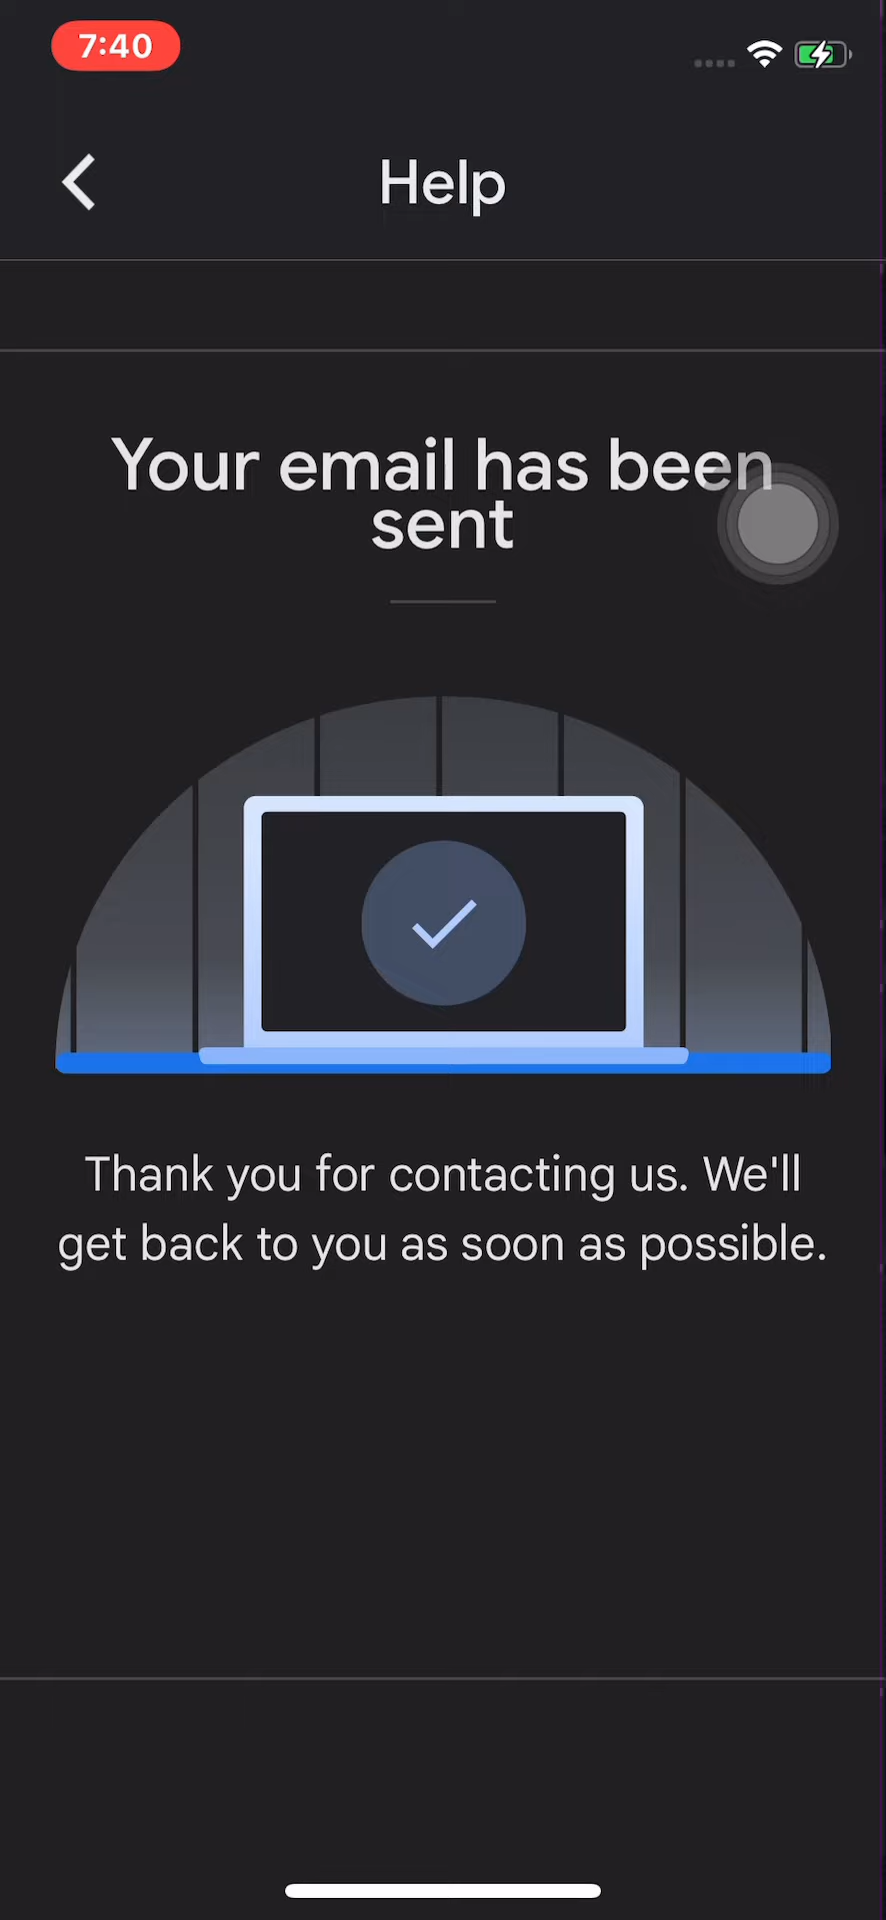 7:40
Help
Your email has been
sent
Thank you for contacting us. We'll
get back to you as soon as possible.